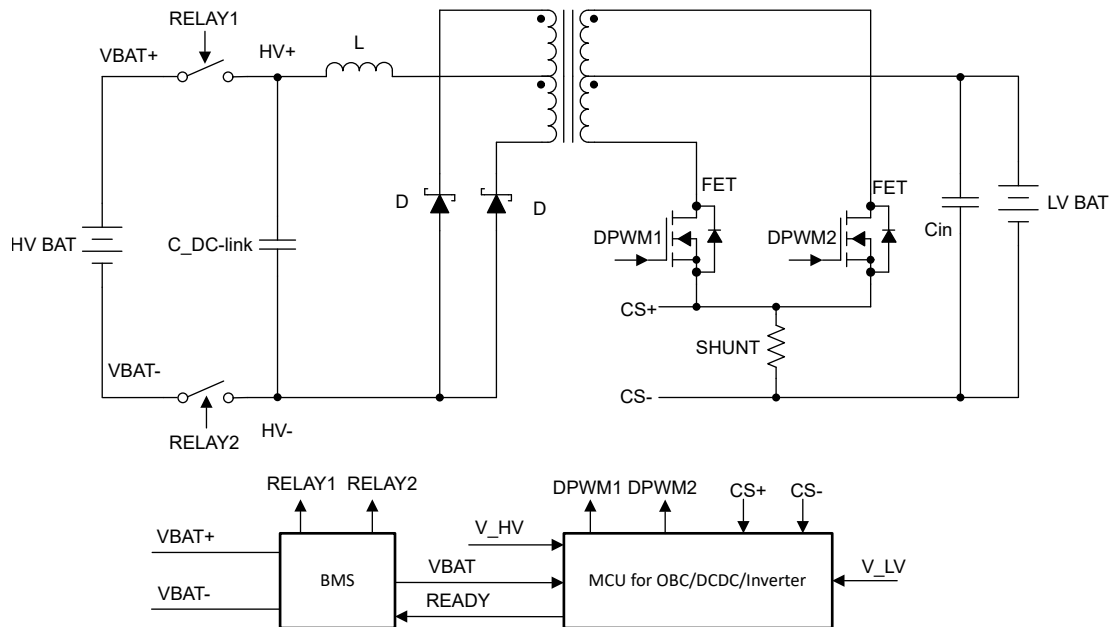 RELAY1
VBAT+
HV+
L
D
D
FET
FET
HV BAT
C_DC-link
DPWM1
DPWM2
Cin
LV BAT
CS+
SHUNT
VBAT-
CS-
HV-
RELAY2
RELAY1
RELAY2
DPWM1
DPWM2
CS+
CS-
VBAT+
V_HV
VBAT
V_LV
BMS
MCU for OBC/DCDC/Inverter
VBAT-
READY